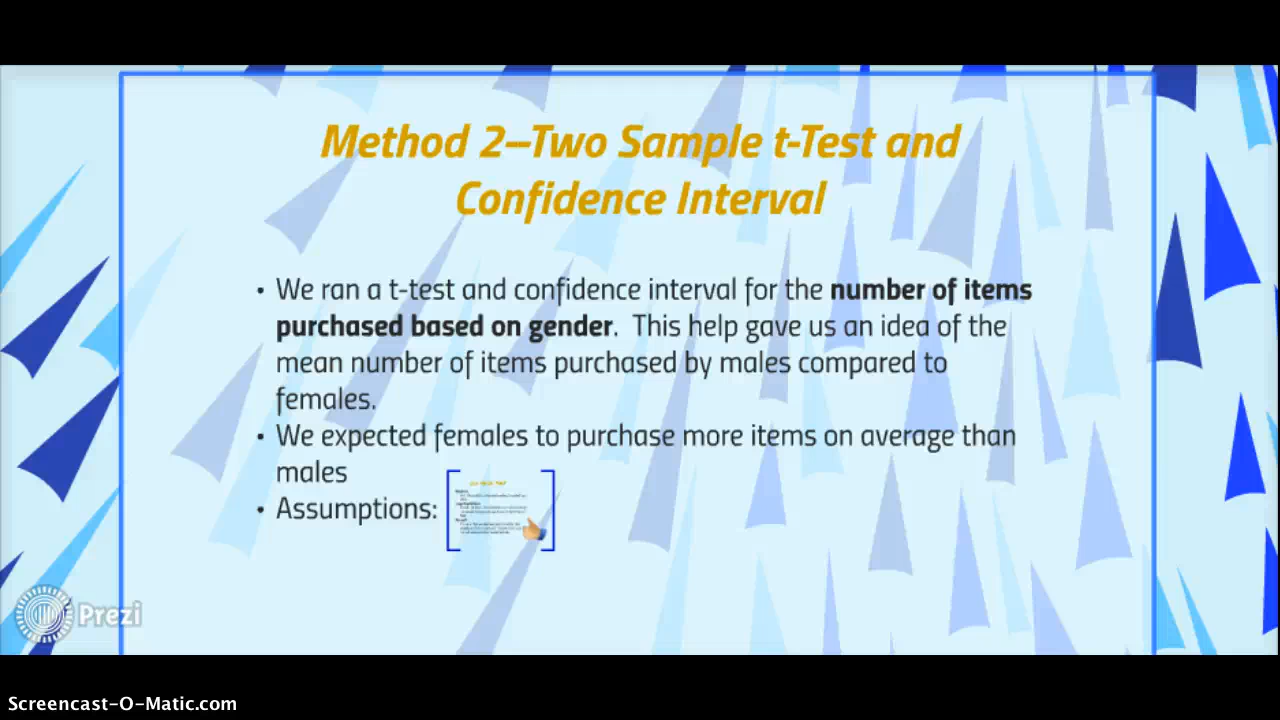 Method 2–Two Sample t-Test and
Confidence Interval
• We ran a t-test and confidence interval for the number of items
purchased based on gender. This help gave us an idea of the
mean number of items purchased by males compared to
females.
• We expected females to purchase more items on average than
males
• Assumptions:
Prezi
Screencast-O-Matic.com